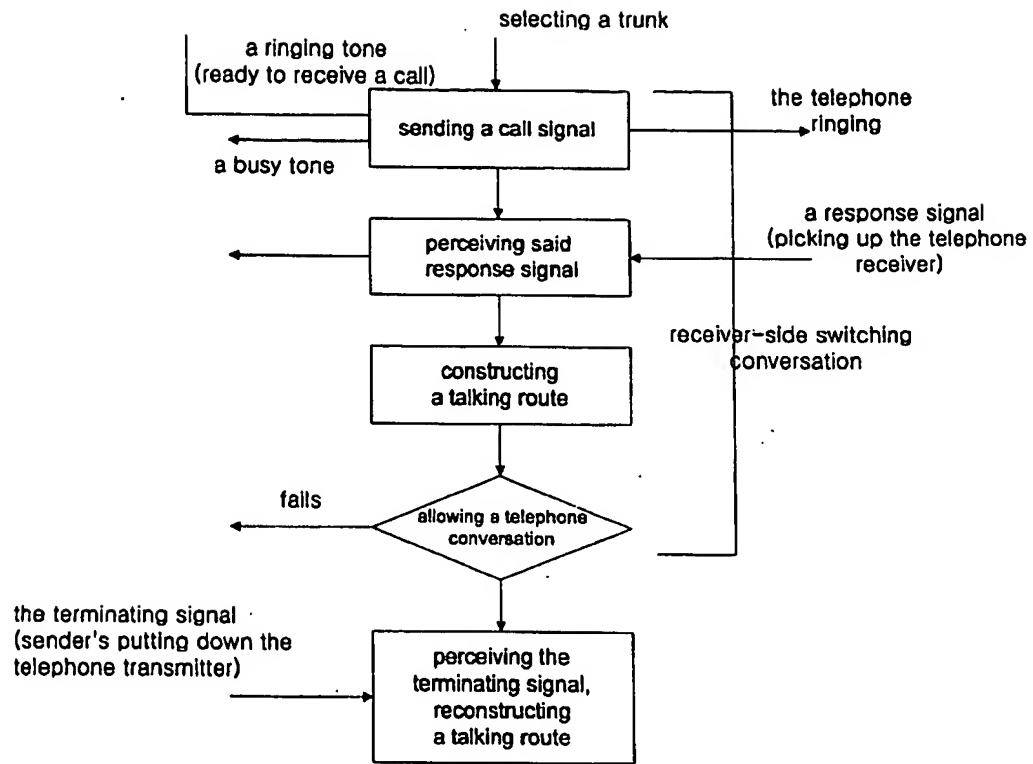 selecting a trunk
a ringing tone
(ready to receive a call)
sending a call signal
the telephone
ringing
a busy tone
perceiving said
response signal
a response signal
(picking up the telephone
receiver)
receiver-side switching
conversation
constructing
a talking route
fails
allowing a telephone
conversation
the terminating signal
(sender's putting down the
telephone transmitter)
perceiving the
terminating signal,
reconstructing
a talking route